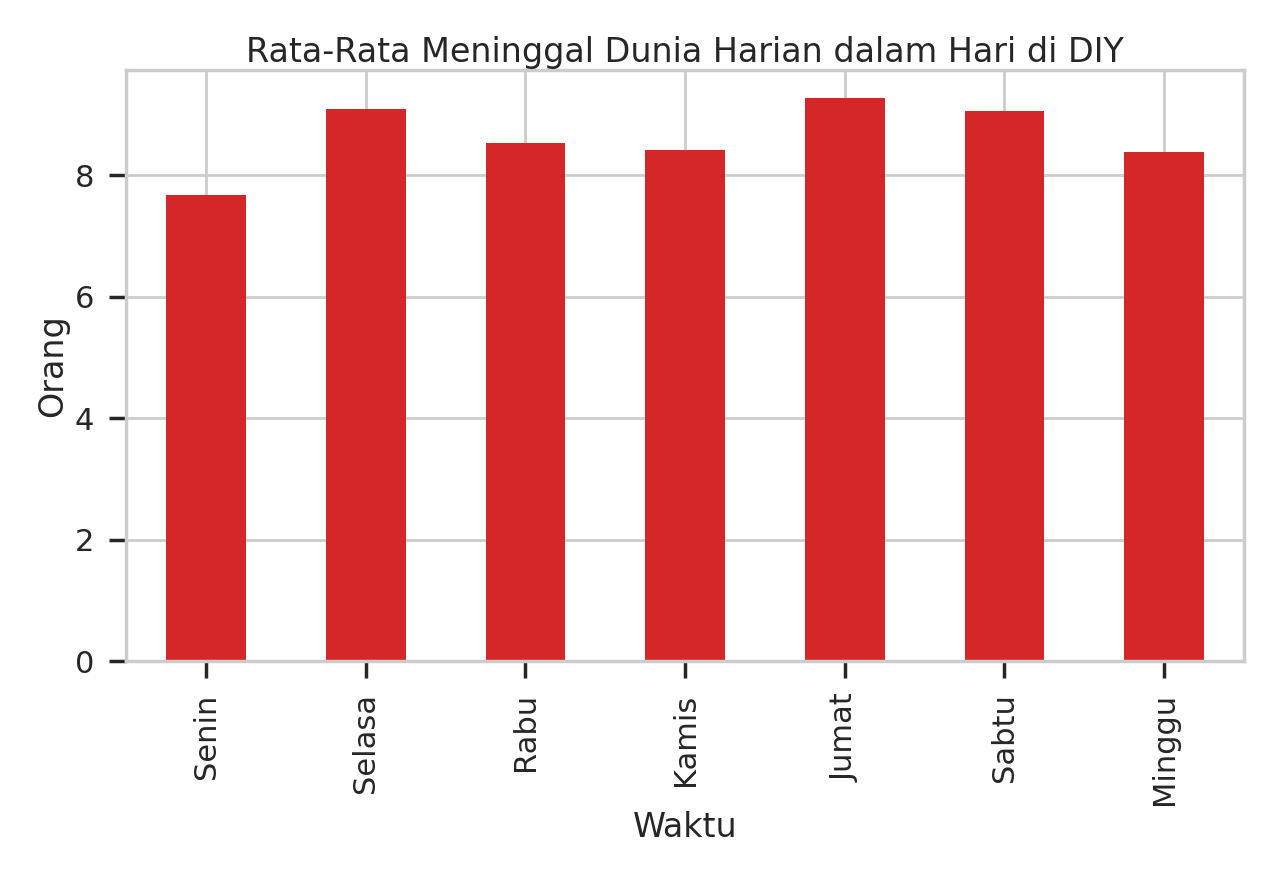 Rata-Rata Meninggal Dunia Harian dalam Hari di DIY
Orang
8
6
4
2
0
Senin
Selasa
Rabu
Kamis
Jumat
Sabtu
Minggu
Waktu